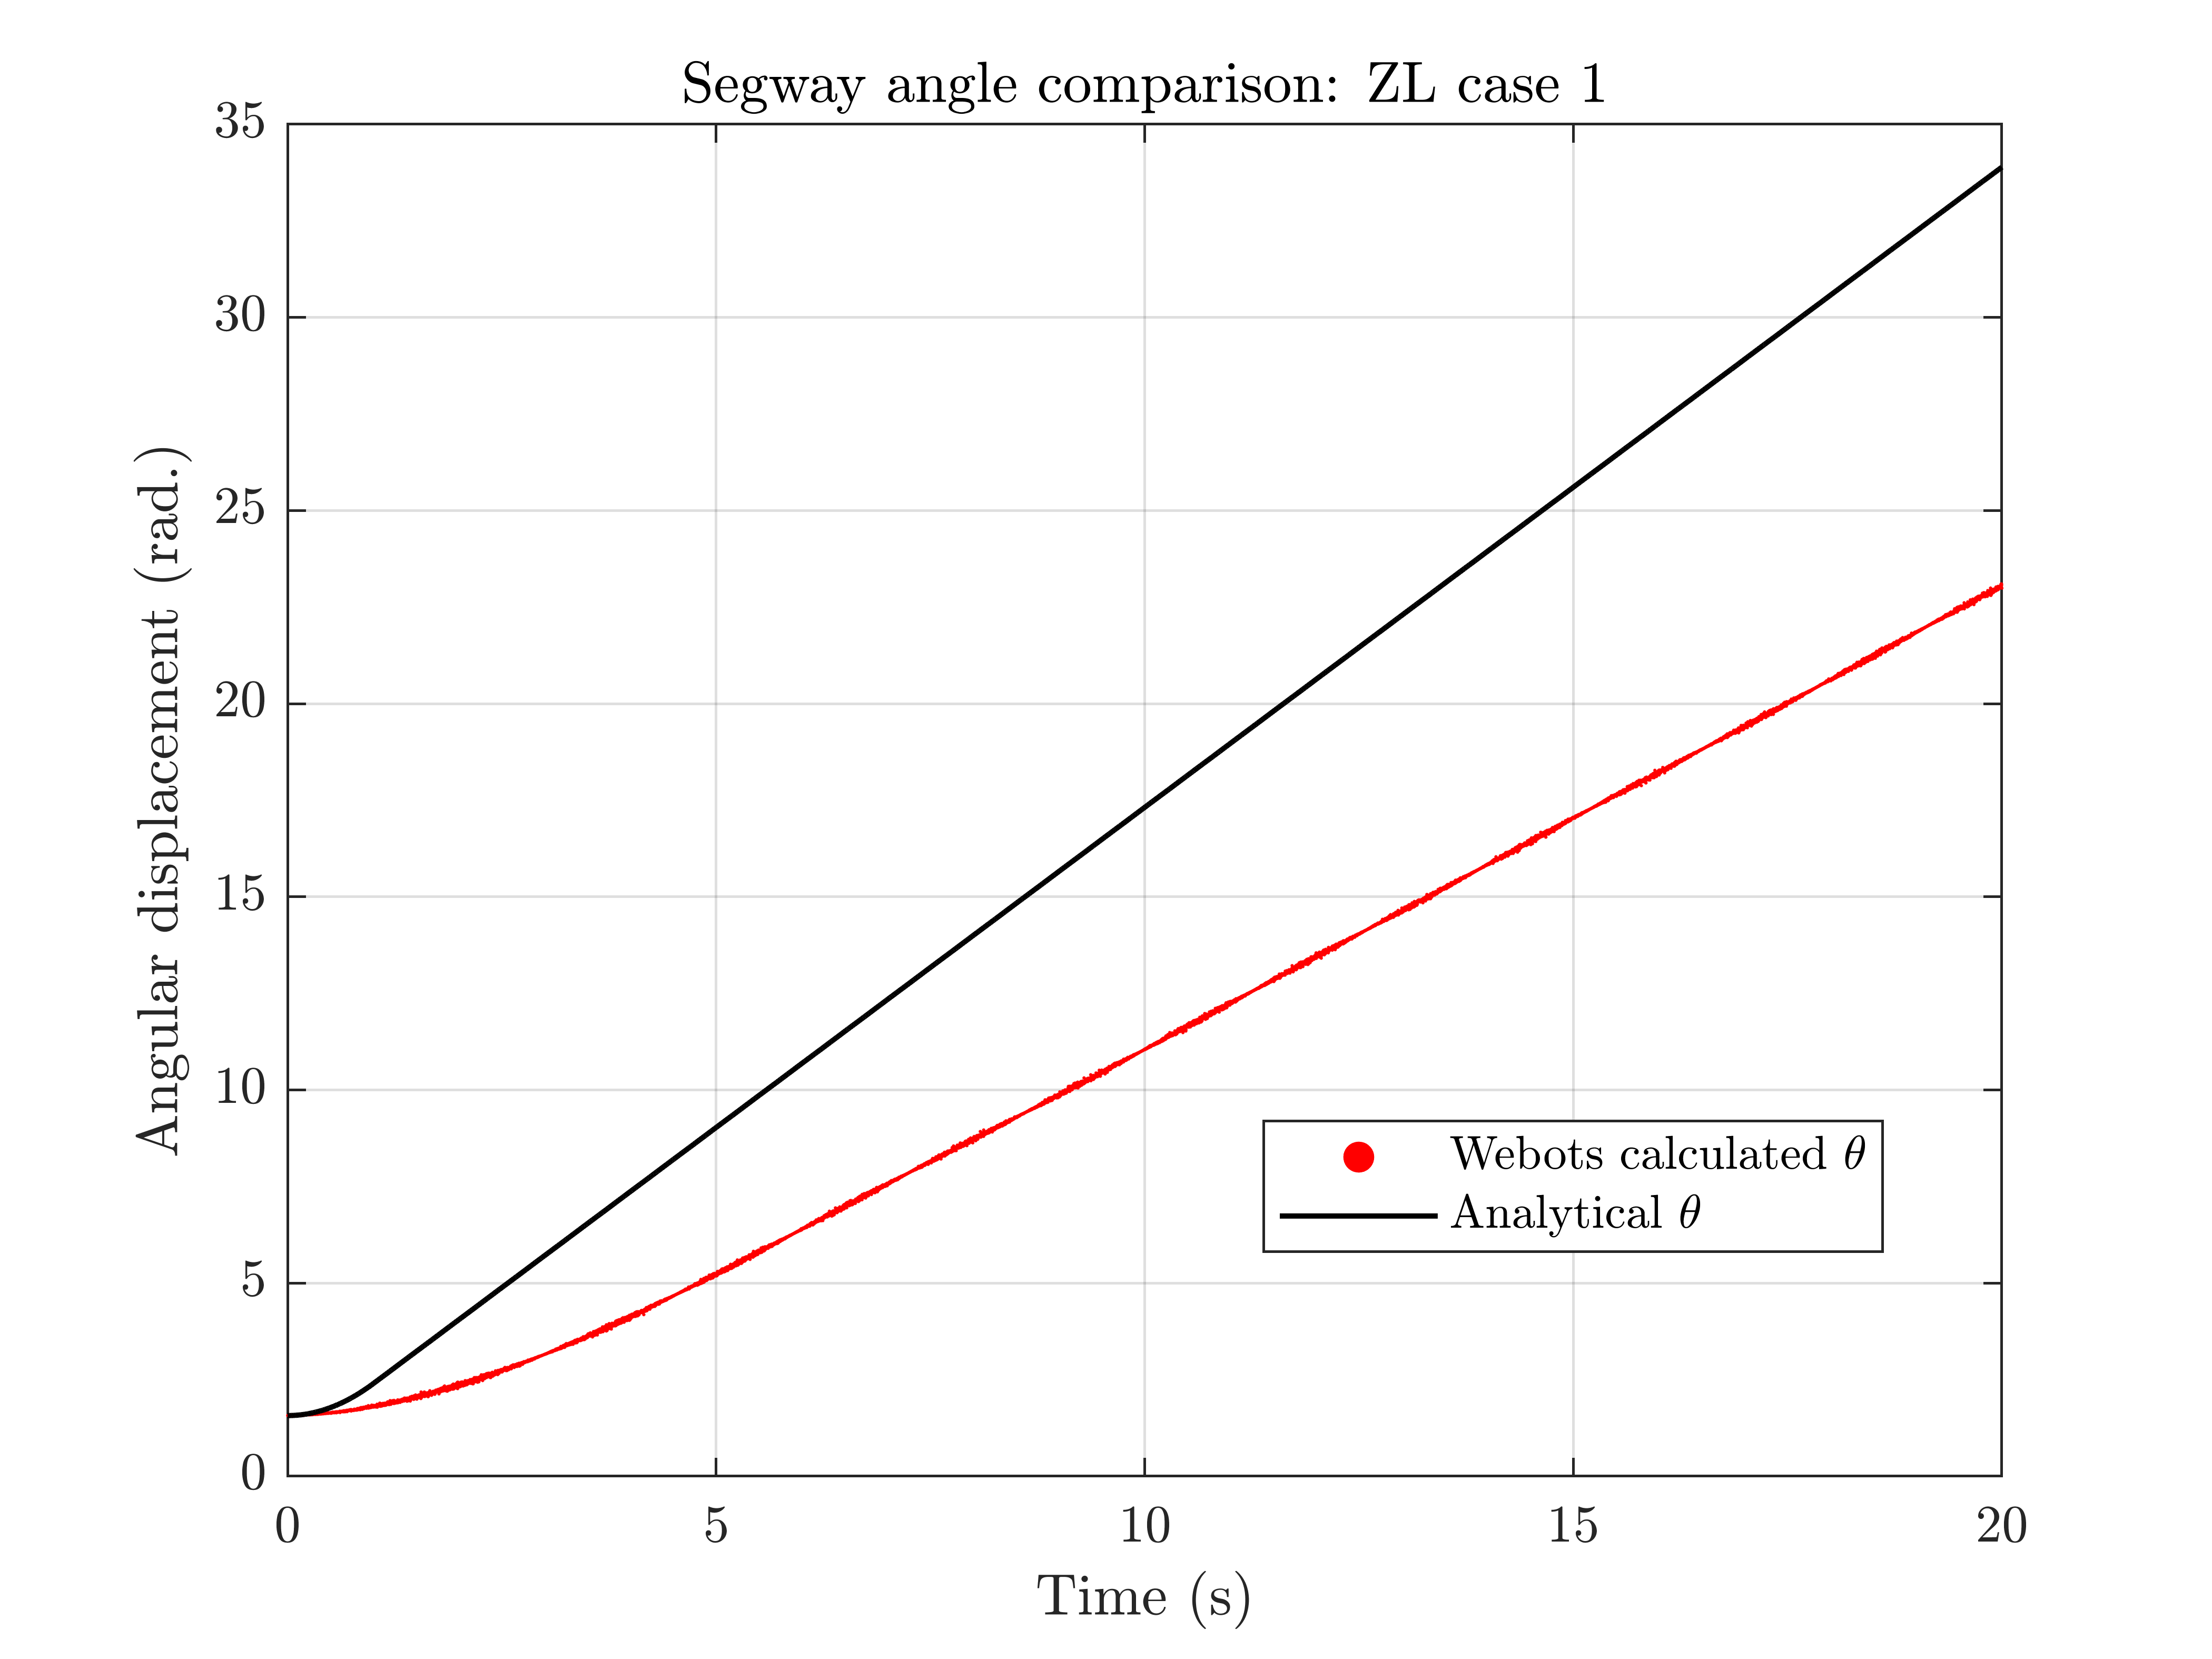 Segway angle comparison: ZL case 1
35
30
25
20
15
10
5
0
Angular displacement (rad.)
Webots calculated θ
Analytical θ
0 5 10 15 20
Time (s)